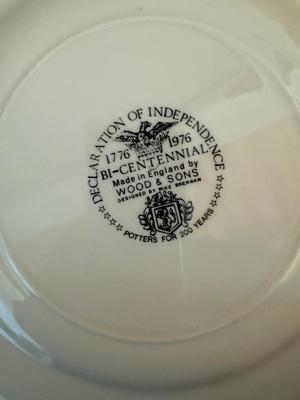 DECLARATION OF INDEPENDENCE
1776 1976
BI-CENTENNIAL
Made in England by
WOOD & SONS
DESIGNED BY MIKE BRENNAN
POTTERS FOR 200 YEARS